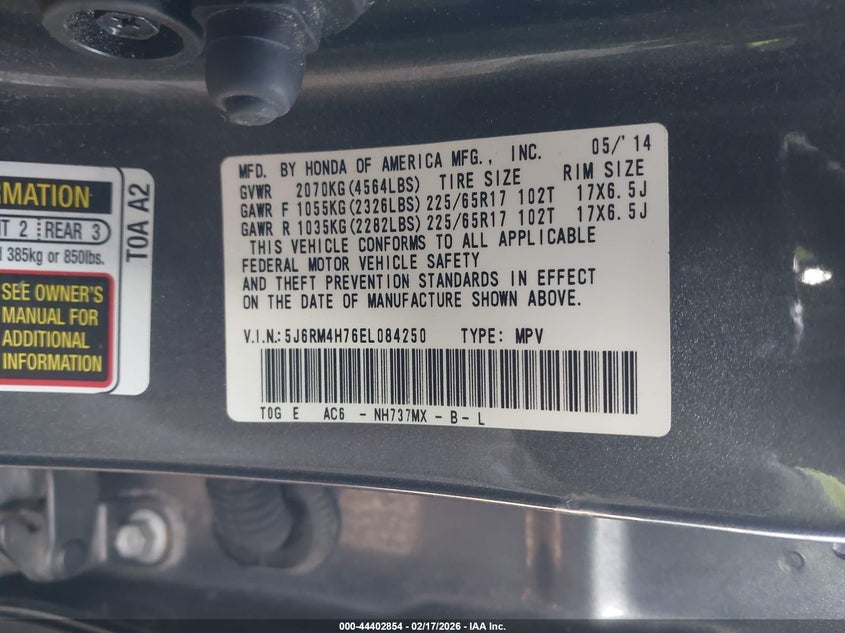 RMATION
2 REAR 3
385kg or 850lbs.
SEE OWNER'S
MANUAL FOR
ADDITIONAL
INFORMATION
T0A A2
MFD. BY HONDA OF AMERICA MFG., INC. 05/'14
GVWR 2070KG(4564LBS) TIRE SIZE RIM SIZE
GAWR F 1055KG(2326LBS) 225/65R17 102T 17X6.5J
GAWR R 1035KG(2282LBS) 225/65R17 102T 17X6.5J
THIS VEHICLE CONFORMS TO ALL APPLICABLE
FEDERAL MOTOR VEHICLE SAFETY
AND THEFT PREVENTION STANDARDS IN EFFECT
ON THE DATE OF MANUFACTURE SHOWN ABOVE.
V.I.N.: 5J6RM4H76EL084250 TYPE: MPV
T0G E AC6 - NH737MX - B - L
000-44402854 - 02/17/2026 - IAA Inc.